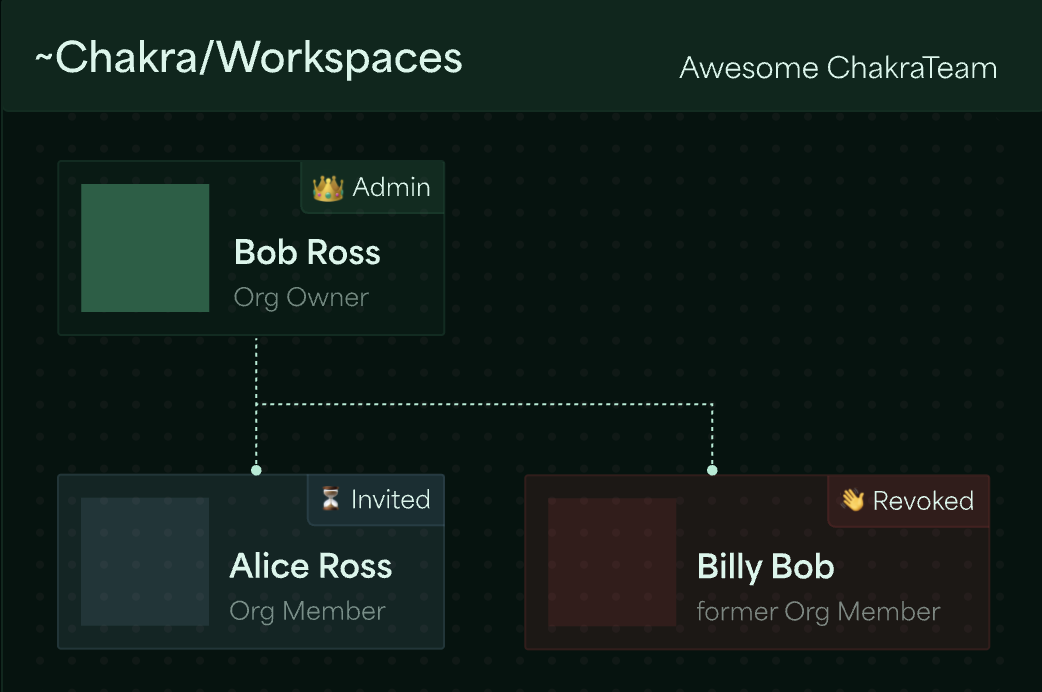 ~Chakra/Workspaces
Awesome ChakraTeam
👑 Admin
Bob Ross
Org Owner
⏳ Invited
Alice Ross
Org Member
👋 Revoked
Billy Bob
former Org Member